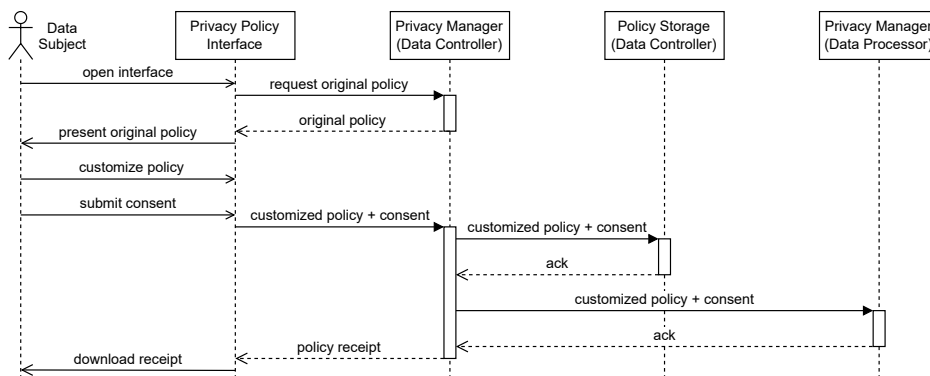 Data
Subject
Privacy Policy
Interface
Privacy Manager
(Data Controller)
Policy Storage
(Data Controller)
Privacy Manager
(Data Processor)
open interface
request original policy
original policy
present original policy
customize policy
submit consent
customized policy + consent
customized policy + consent
ack
customized policy + consent
ack
policy receipt
download receipt